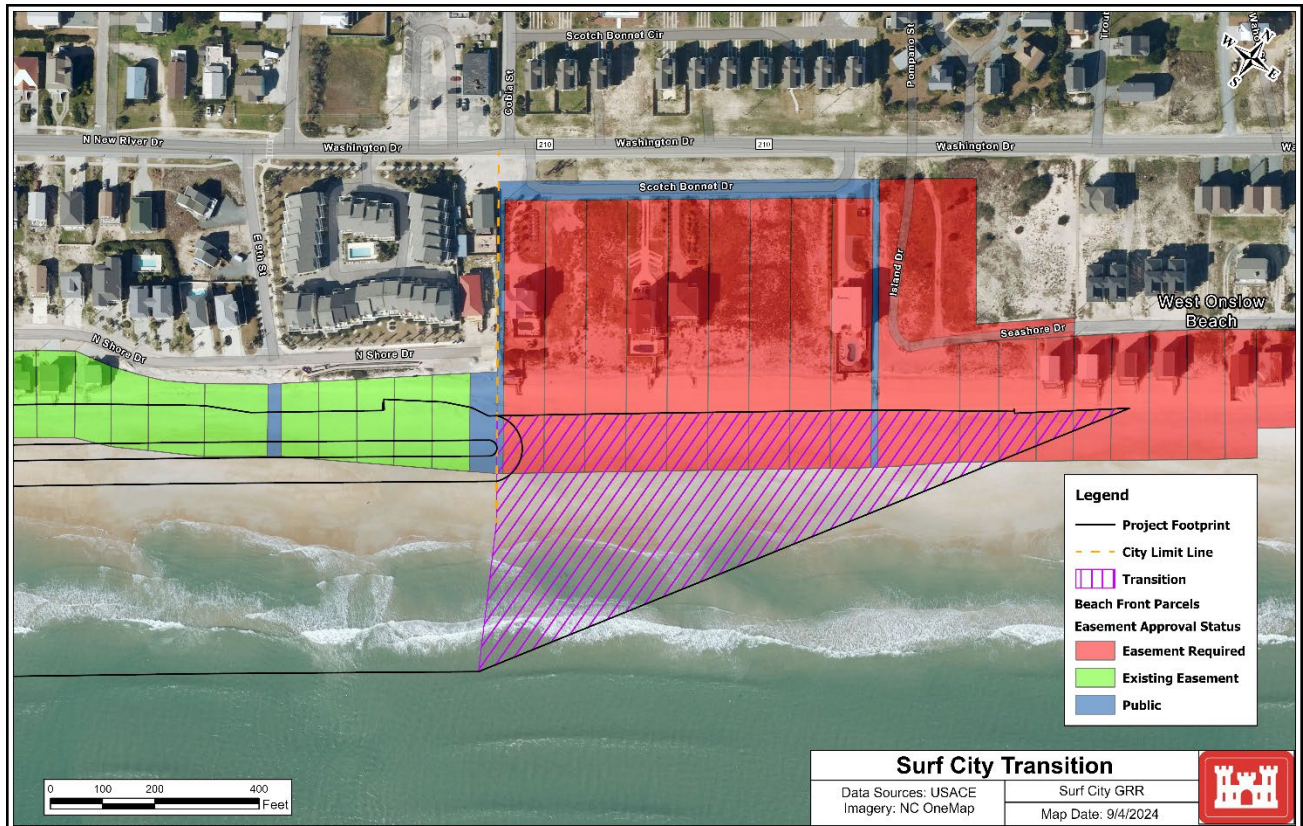 Scotch Bonnet Cir
Cobia St
Pompano St
Trout
N New River Dr
Washington Dr
210
Washington Dr
210
Washington Dr
Wa
Scotch Bonnet Dr
E 9th St
Island Dr
Seashore Dr
West Onslow
Beach
N Shore Dr
N Shore Dr
N
E
S
W
Legend
Project Footprint
City Limit Line
Transition
Beach Front Parcels
Easement Approval Status
Easement Required
Existing Easement
Public
0 100 200 400
Feet
Surf City Transition
Data Sources: USACE
Imagery: NC OneMap
Surf City GRR
Map Date: 9/4/2024